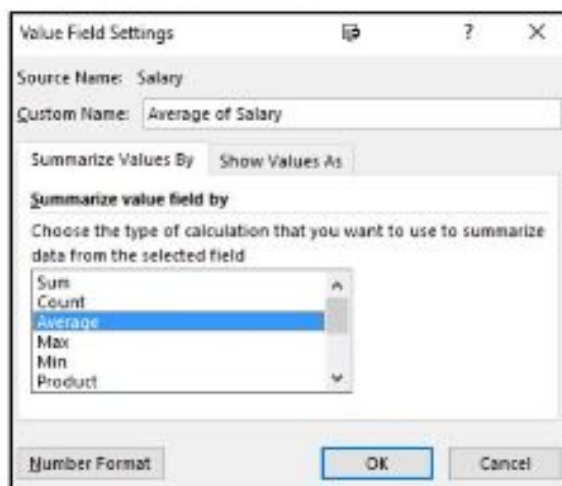 Value Field Settings ? X
Source Name: Salary
Custom Name: Average of Salary
Summarize Values By Show Values As
Summarize value field by
Choose the type of calculation that you want to use to summarize
data from the selected field
Sum
Count
Average
Max
Min
Product
Number Format OK Cancel